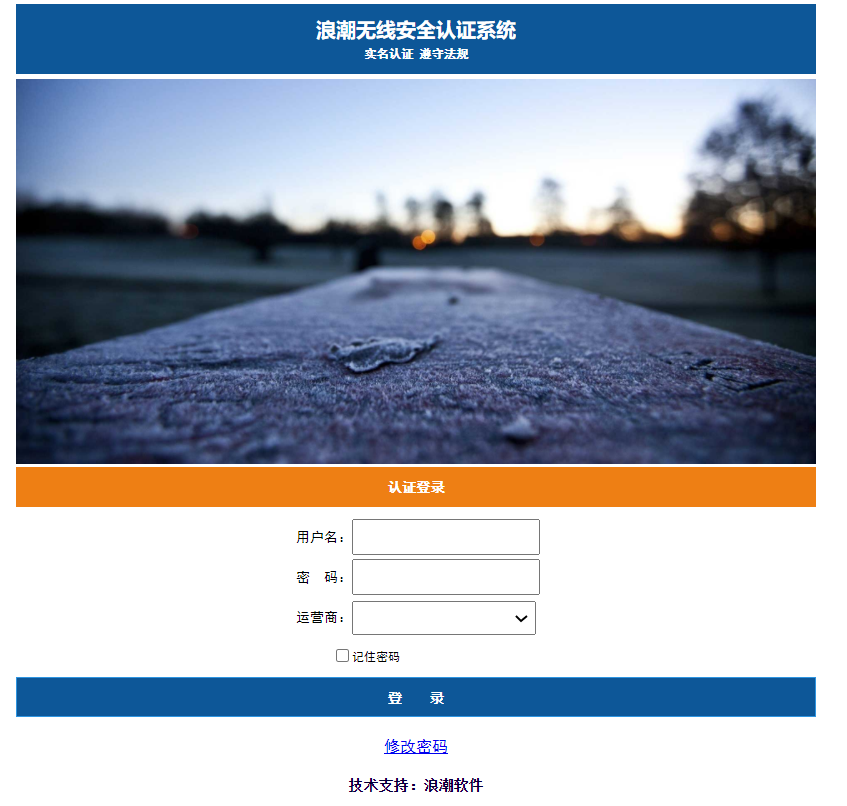 浪潮无线安全认证系统
实名认证 遵守法规
认证登录
用户名：
密 码：
运营商：
记住密码
登 录
修改密码
技术支持：浪潮软件